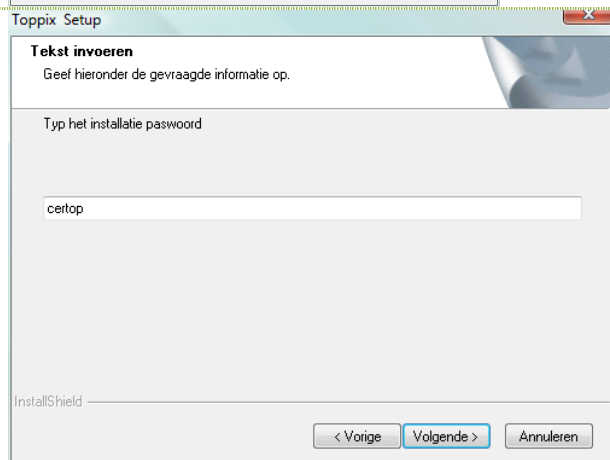 Toppix Setup
Tekst invoeren
Geef hieronder de gevraagde informatie op.
Typ het installatie paswoord
certop
InstallShield
< Vorige
Volgende >
Annuleren